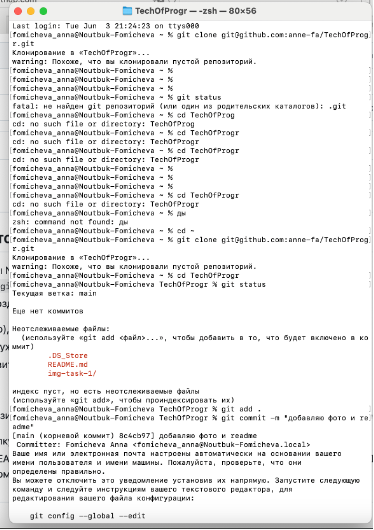 TechOfProgr — -zsh — 80×56
Last login: Tue Jun  3 21:24:23 on ttys000
fomicheva_anna@Noutbuk-Fomicheva ~ % git clone git@github.com:anne-fa/TechOfProg
r.git
Клонирование в «TechOfProgr»...
warning: Похоже, что вы клонировали пустой репозиторий.
fomicheva_anna@Noutbuk-Fomicheva ~ %
fomicheva_anna@Noutbuk-Fomicheva ~ %
fomicheva_anna@Noutbuk-Fomicheva ~ %
fomicheva_anna@Noutbuk-Fomicheva ~ % git status
fatal: не найден git репозиторий (или один из родительских каталогов): .git
fomicheva_anna@Noutbuk-Fomicheva ~ % cd TechOfProg
cd: no such file or directory: TechOfProg
fomicheva_anna@Noutbuk-Fomicheva ~ % cd TechOfProgr
cd: no such file or directory: TechOfProgr
fomicheva_anna@Noutbuk-Fomicheva ~ % cd TechOfProgr
cd: no such file or directory: TechOfProgr
fomicheva_anna@Noutbuk-Fomicheva ~ %
fomicheva_anna@Noutbuk-Fomicheva ~ %
fomicheva_anna@Noutbuk-Fomicheva ~ %
fomicheva_anna@Noutbuk-Fomicheva ~ % cd TechOfProgr
cd: no such file or directory: TechOfProgr
fomicheva_anna@Noutbuk-Fomicheva ~ % ды
zsh: command not found: ды
fomicheva_anna@Noutbuk-Fomicheva ~ % cd ~
fomicheva_anna@Noutbuk-Fomicheva ~ % git clone git@github.com:anne-fa/TechOfProg
r.git
Клонирование в «TechOfProgr»...
warning: Похоже, что вы клонировали пустой репозиторий.
fomicheva_anna@Noutbuk-Fomicheva ~ % cd TechOfProgr
fomicheva_anna@Noutbuk-Fomicheva TechOfProgr % git status
Текущая ветка: main
Еще нет коммитов
Неотслеживаемые файлы:
(используйте «git add <файл>...», чтобы добавить в то, что будет включено в ко
ммит)
.DS_Store
README.md
img-task-1/
индекс пуст, но есть неотслеживаемые файлы
(используйте «git add», чтобы проиндексировать их)
fomicheva_anna@Noutbuk-Fomicheva TechOfProgr % git add .
fomicheva_anna@Noutbuk-Fomicheva TechOfProgr % git commit -m "добавляю фото и re
adme"
[main (корневой коммит) 8c4cb97] добавляю фото и readme
Committer: Fomicheva Anna <fomicheva_anna@Noutbuk-Fomicheva.local>
Ваше имя или электронная почта настроены автоматически на основании вашего
имени пользователя и имени машины. Пожалуйста, проверьте, что они
определены правильно.
Вы можете отключить это уведомление установив их напрямую. Запустите следующую
команду и следуйте инструкциям вашего текстового редактора, для
редактирования вашего файла конфигурации:
git config --global --edit